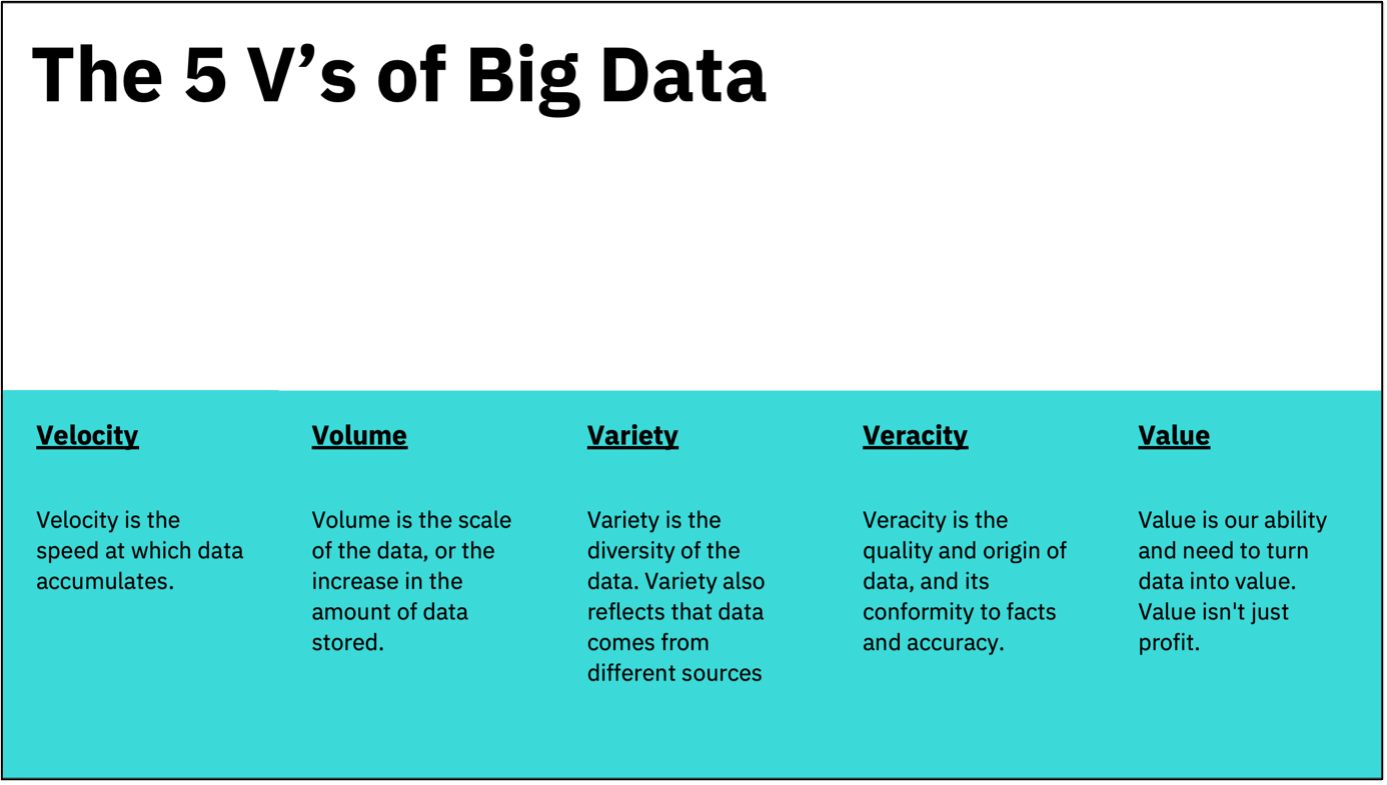 The 5 V’s of Big Data
Velocity
Velocity is the
speed at which data
accumulates.
Volume
Volume is the scale
of the data, or the
increase in the
amount of data
stored.
Variety
Variety is the
diversity of the
data. Variety also
reflects that data
comes from
different sources
Veracity
Veracity is the
quality and origin of
data, and its
conformity to facts
and accuracy.
Value
Value is our ability
and need to turn
data into value.
Value isn't just
profit.